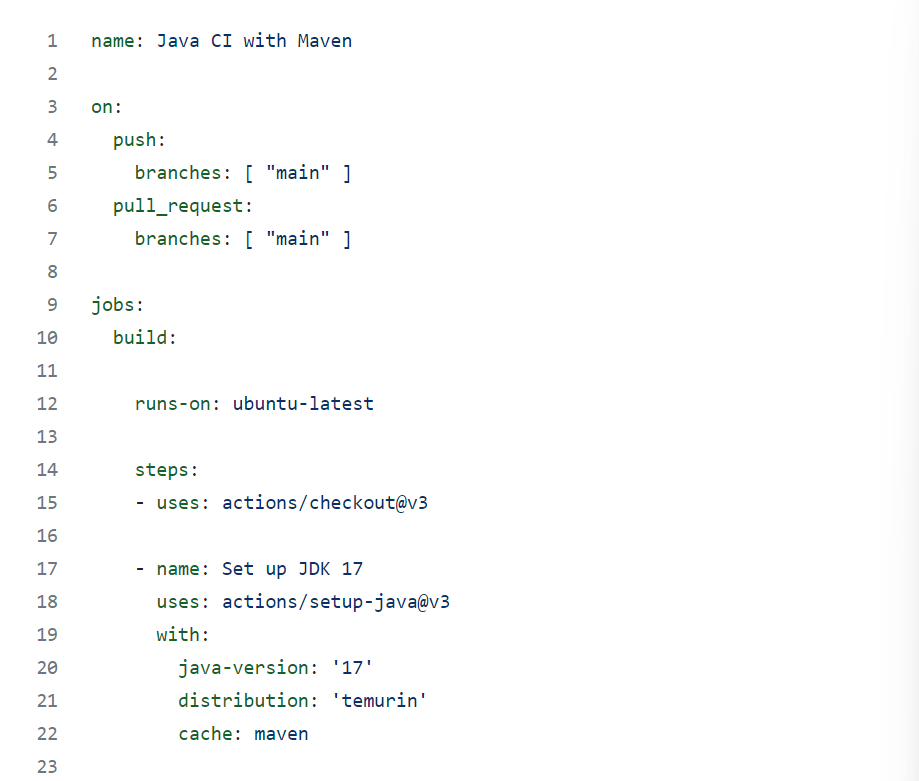 1 name: Java CI with Maven
2
3 on:
4   push:
5     branches: [ "main" ]
6   pull_request:
7     branches: [ "main" ]
8
9 jobs:
10   build:
11
12     runs-on: ubuntu-latest
13
14     steps:
15     - uses: actions/checkout@v3
16
17     - name: Set up JDK 17
18       uses: actions/setup-java@v3
19       with:
20         java-version: '17'
21         distribution: 'temurin'
22         cache: maven
23